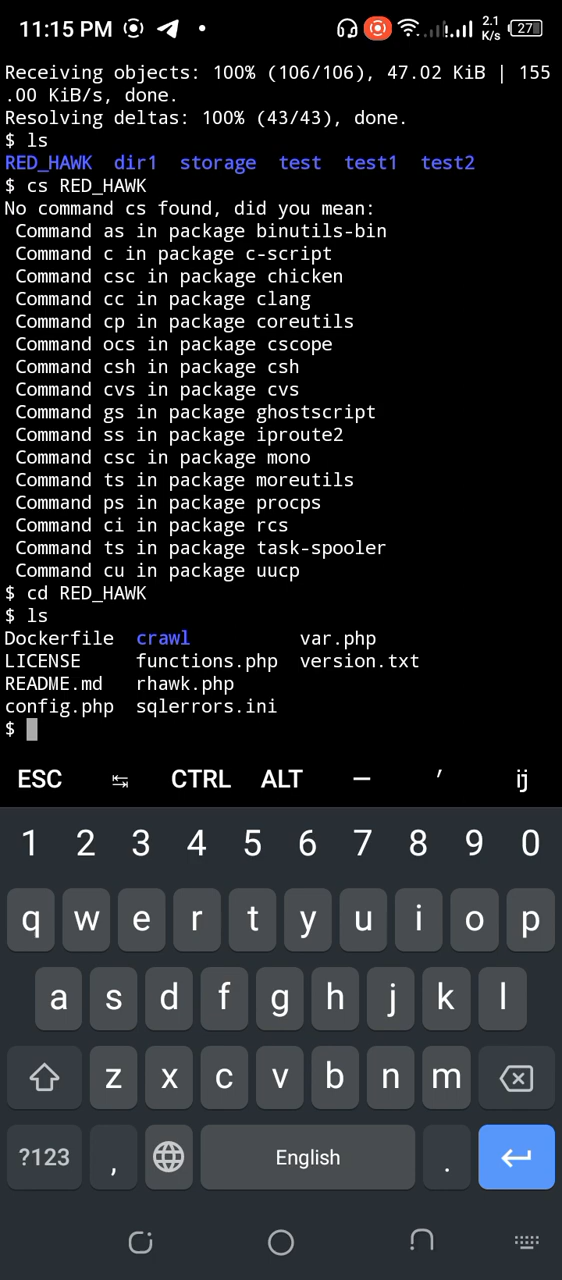 11:15 PM 2.1 K/s 27
Receiving objects: 100% (106/106), 47.02 KiB | 155
.00 KiB/s, done.
Resolving deltas: 100% (43/43), done.
$ ls
RED_HAWK dir1 storage test test1 test2
$ cs RED_HAWK
No command cs found, did you mean:
Command as in package binutils-bin
Command c in package c-script
Command csc in package chicken
Command cc in package clang
Command cp in package coreutils
Command ocs in package cscope
Command csh in package csh
Command cvs in package cvs
Command gs in package ghostscript
Command ss in package iproute2
Command csc in package mono
Command ts in package moreutils
Command ps in package procps
Command ci in package rcs
Command ts in package task-spooler
Command cu in package uucp
$ cd RED_HAWK
$ ls
Dockerfile crawl var.php
LICENSE functions.php version.txt
README.md rhawk.php
config.php sqlerrors.ini
$
ESC ↹ CTRL ALT — ′ ij
1 2 3 4 5 6 7 8 9 0
q w e r t y u i o p
a s d f g h j k l
z x c v b n m
?123 , English .